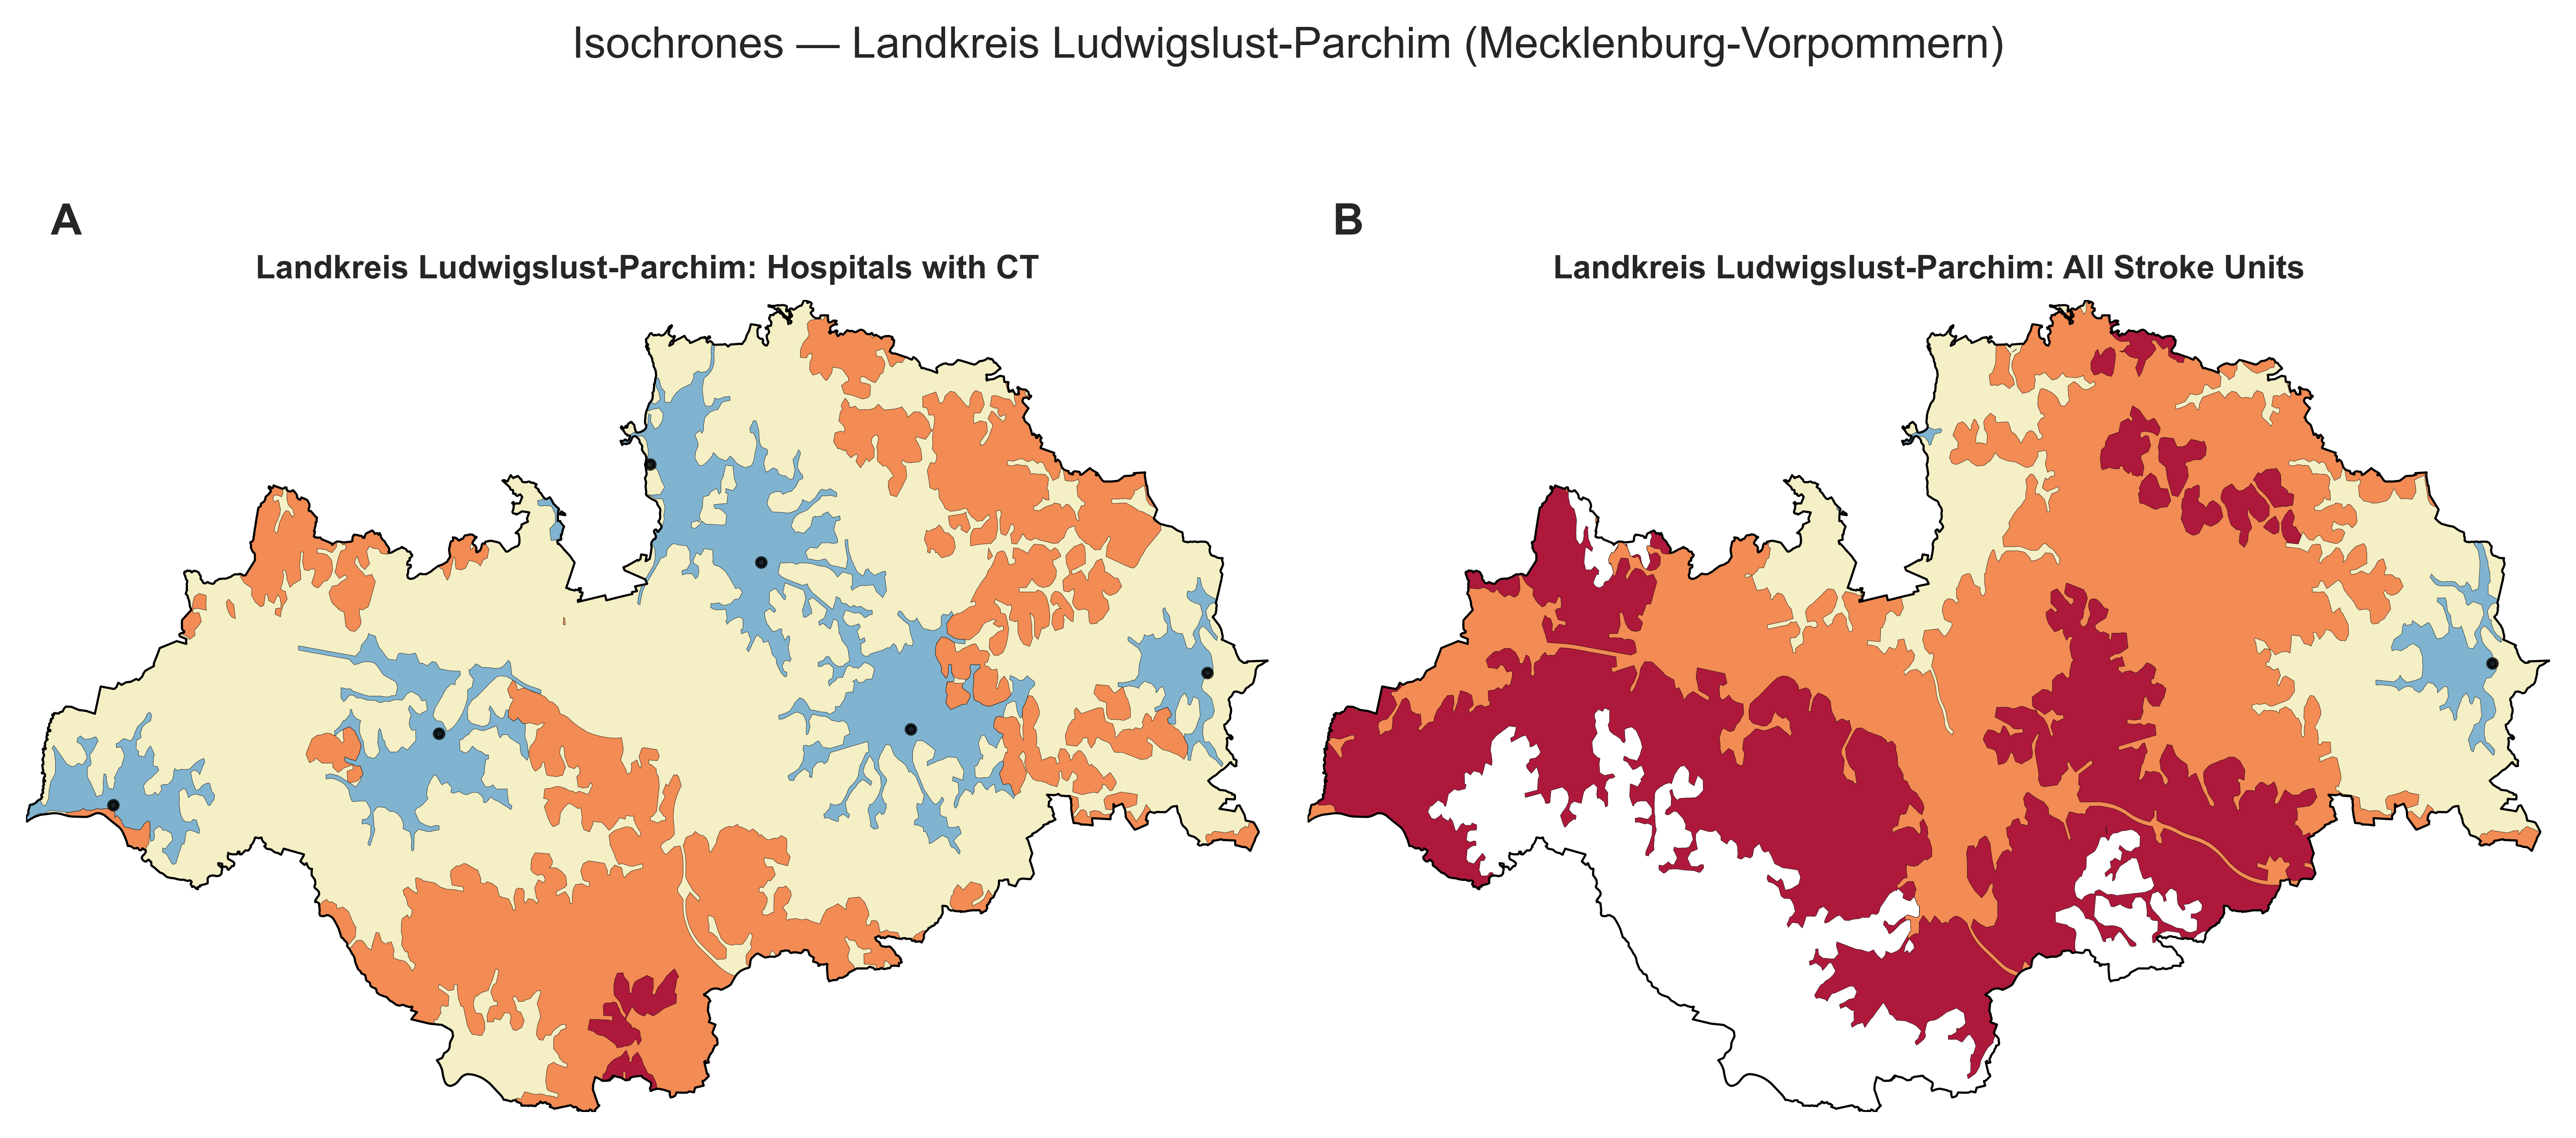 Isochrones — Landkreis Ludwigslust-Parchim (Mecklenburg-Vorpommern)
A
B
Landkreis Ludwigslust-Parchim: Hospitals with CT
Landkreis Ludwigslust-Parchim: All Stroke Units